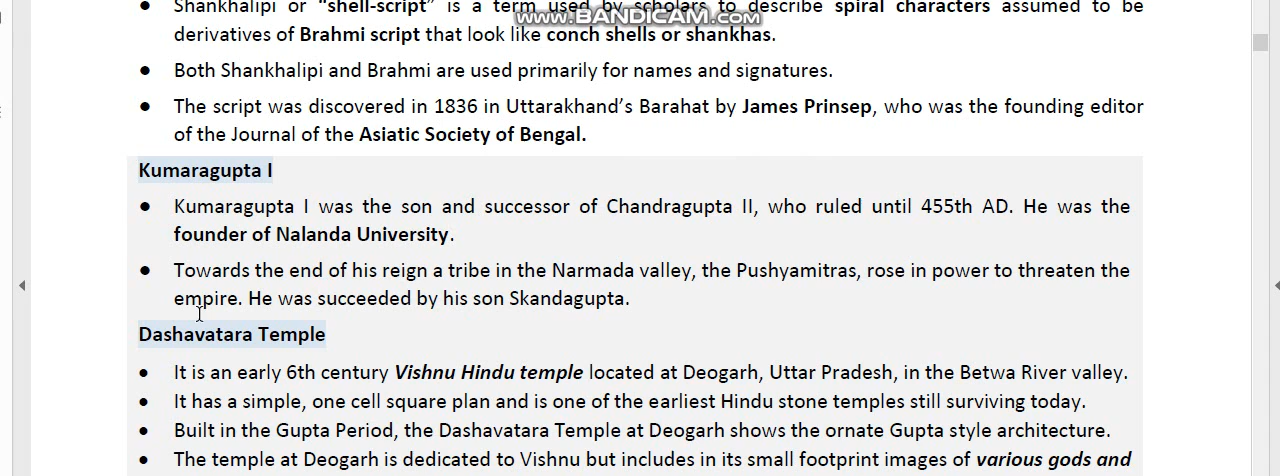 Shankhalipi or “shell-script” is a term used by scholars to describe spiral characters assumed to be
www.BANDICAM.com
derivatives of Brahmi script that look like conch shells or shankhas.
● Both Shankhalipi and Brahmi are used primarily for names and signatures.
● The script was discovered in 1836 in Uttarakhand’s Barahat by James Prinsep, who was the founding editor
of the Journal of the Asiatic Society of Bengal.
Kumaragupta I
● Kumaragupta I was the son and successor of Chandragupta II, who ruled until 455th AD. He was the
founder of Nalanda University.
● Towards the end of his reign a tribe in the Narmada valley, the Pushyamitras, rose in power to threaten the
empire. He was succeeded by his son Skandagupta.
Dashavatara Temple
● It is an early 6th century Vishnu Hindu temple located at Deogarh, Uttar Pradesh, in the Betwa River valley.
● It has a simple, one cell square plan and is one of the earliest Hindu stone temples still surviving today.
● Built in the Gupta Period, the Dashavatara Temple at Deogarh shows the ornate Gupta style architecture.
● The temple at Deogarh is dedicated to Vishnu but includes in its small footprint images of various gods and